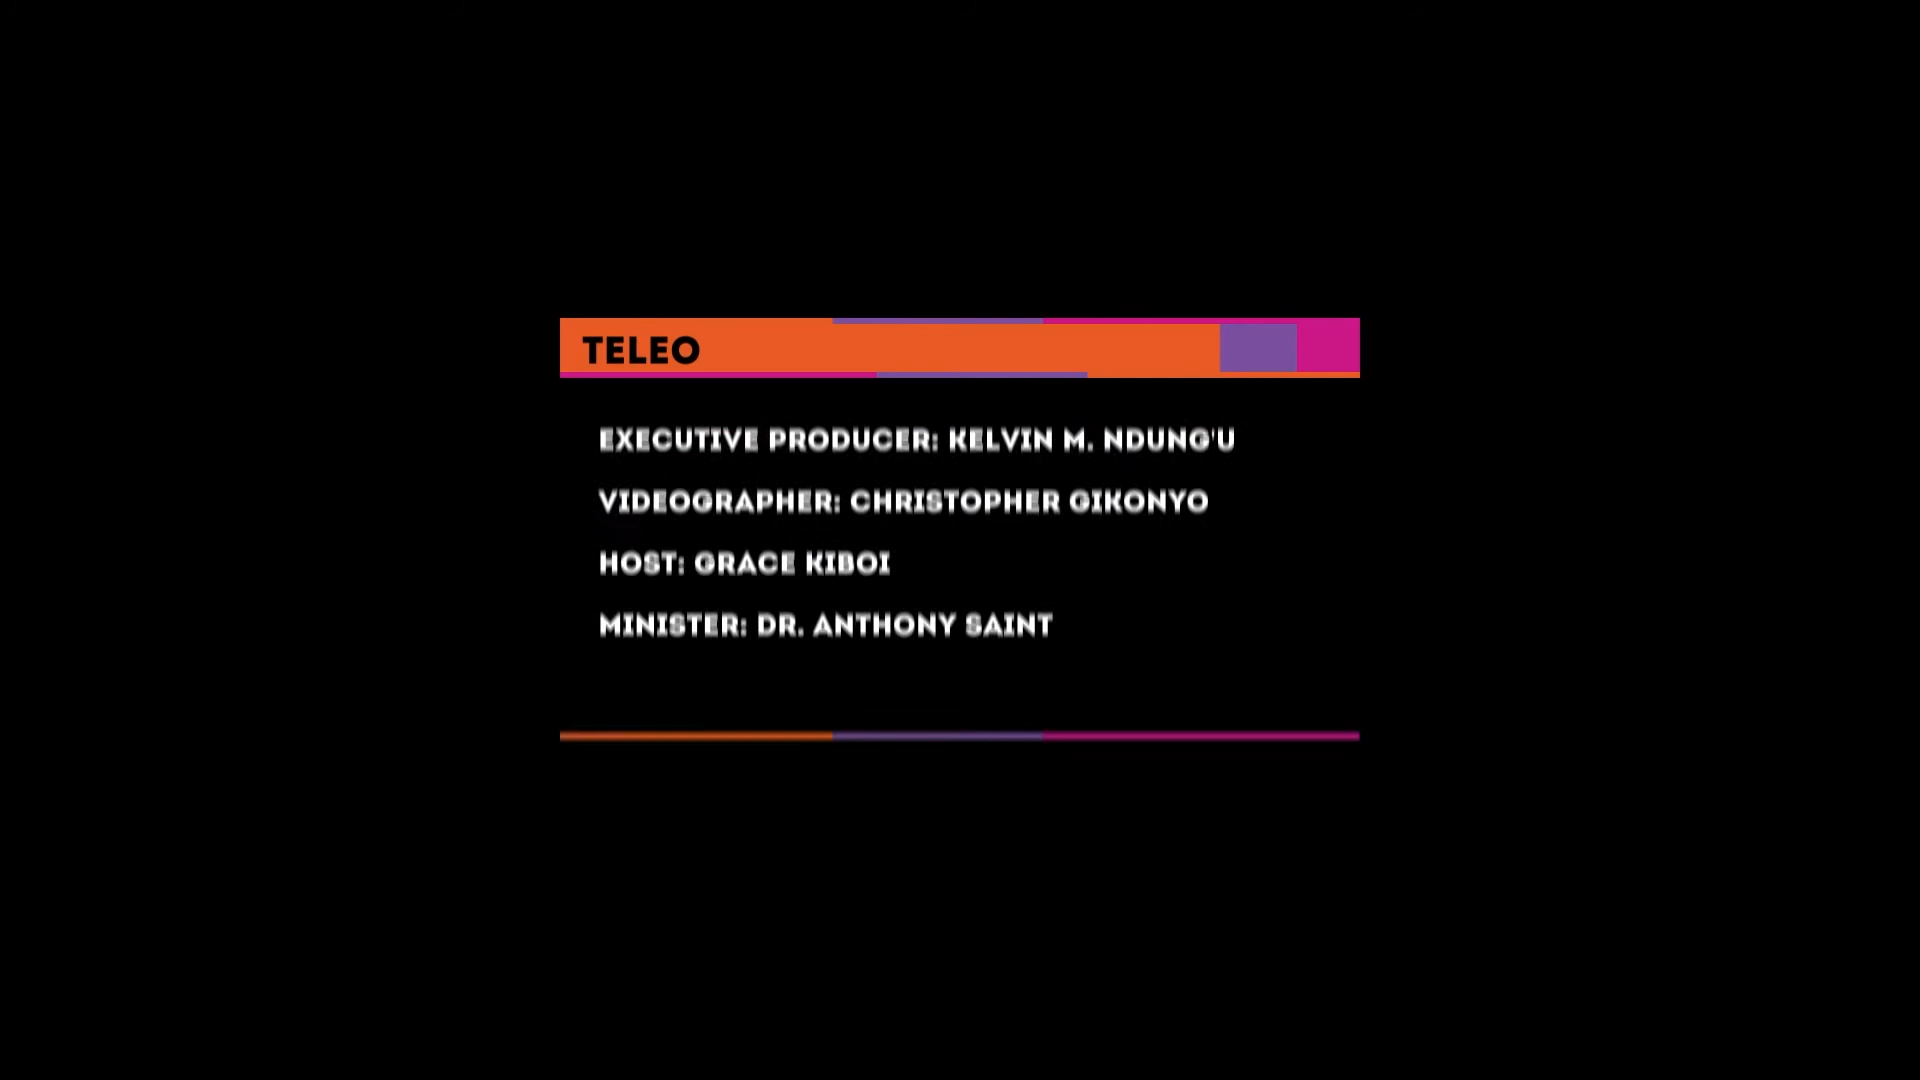 TELEO
EXECUTIVE PRODUCER: KELVIN M. NDUNG'U
VIDEOGRAPHER: CHRISTOPHER GIKONYO
HOST: GRACE KIBOI
MINISTER: DR. ANTHONY SAINT